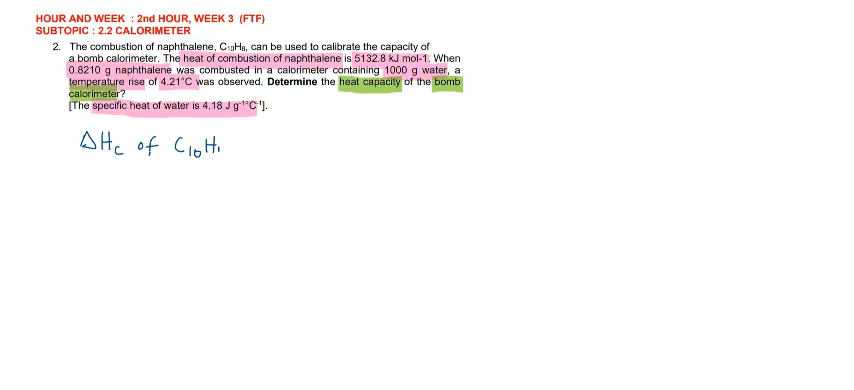 HOUR AND WEEK : 2nd HOUR, WEEK 3 (FTF)
SUBTOPIC : 2.2 CALORIMETER
2. The combustion of naphthalene, C₁₀H₈, can be used to calibrate the capacity of
a bomb calorimeter. The heat of combustion of naphthalene is 5132.8 kJ mol-1. When
0.8210 g naphthalene was combusted in a calorimeter containing 1000 g water, a
temperature rise of 4.21°C was observed. Determine the heat capacity of the bomb
calorimeter?
[The specific heat of water is 4.18 J g⁻¹°C⁻¹].
ΔHc of C₁₀H